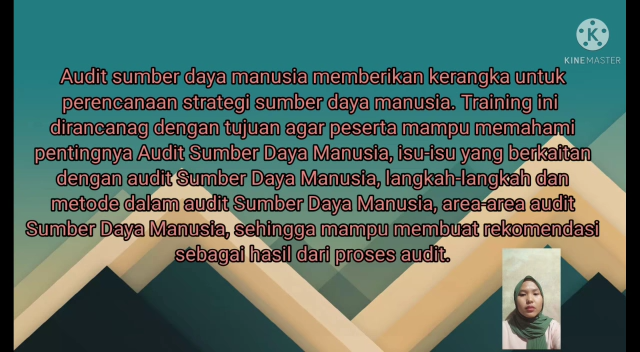 KINEMASTER
Audit sumber daya manusia memberikan kerangka untuk
perencanaan strategi sumber daya manusia. Training ini
dirancanag dengan tujuan agar peserta mampu memahami
pentingnya Audit Sumber Daya Manusia, isu-isu yang berkaitan
dengan audit Sumber Daya Manusia, langkah-langkah dan
metode dalam audit Sumber Daya Manusia, area-area audit
Sumber Daya Manusia, sehingga mampu membuat rekomendasi
sebagai hasil dari proses audit.